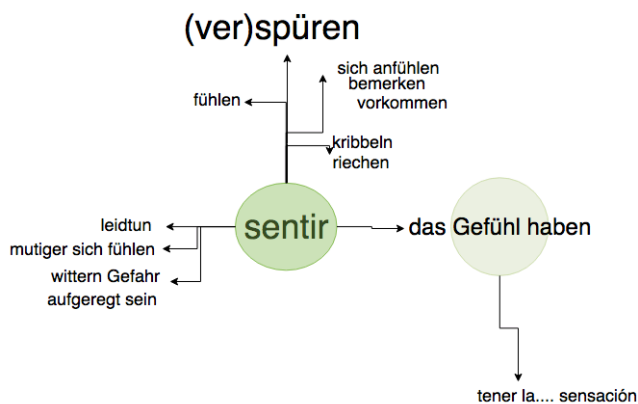 (ver)spüren
sich anfühlen
bemerken
vorkommen
fühlen
kribbeln
riechen
leidtun
sentir
das Gefühl haben
mutiger sich fühlen
wittern Gefahr
aufgeregt sein
tener la.... sensación